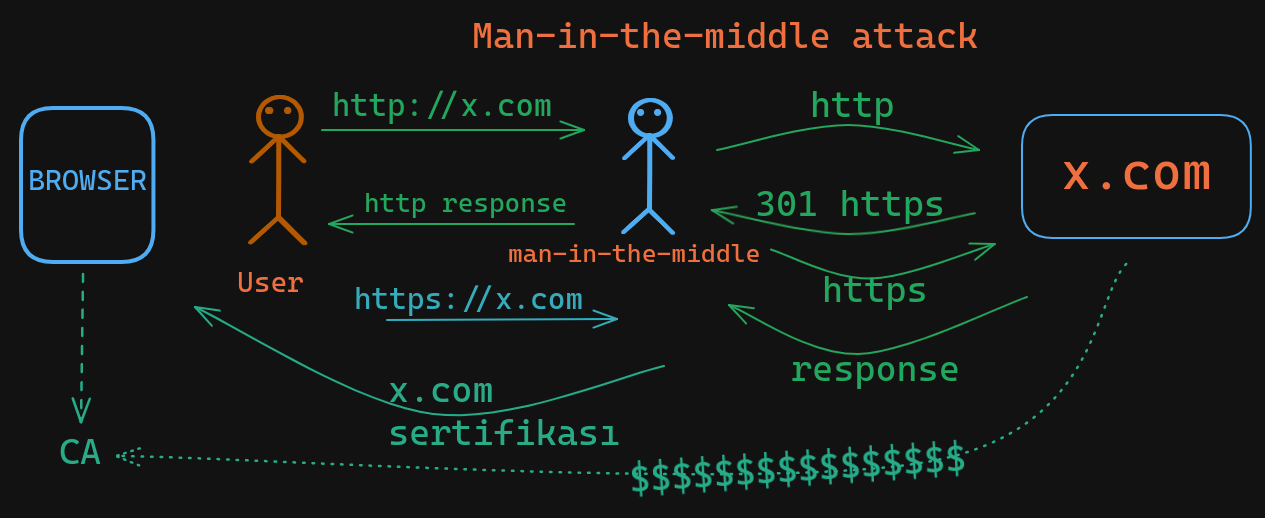 Man-in-the-middle attack
http://x.com
http
BROWSER
x.com
http response
301 https
man-in-the-middle
User
https://x.com
https
response
x.com
sertifikası
CA
$$$$$$$$$$$$$$$$